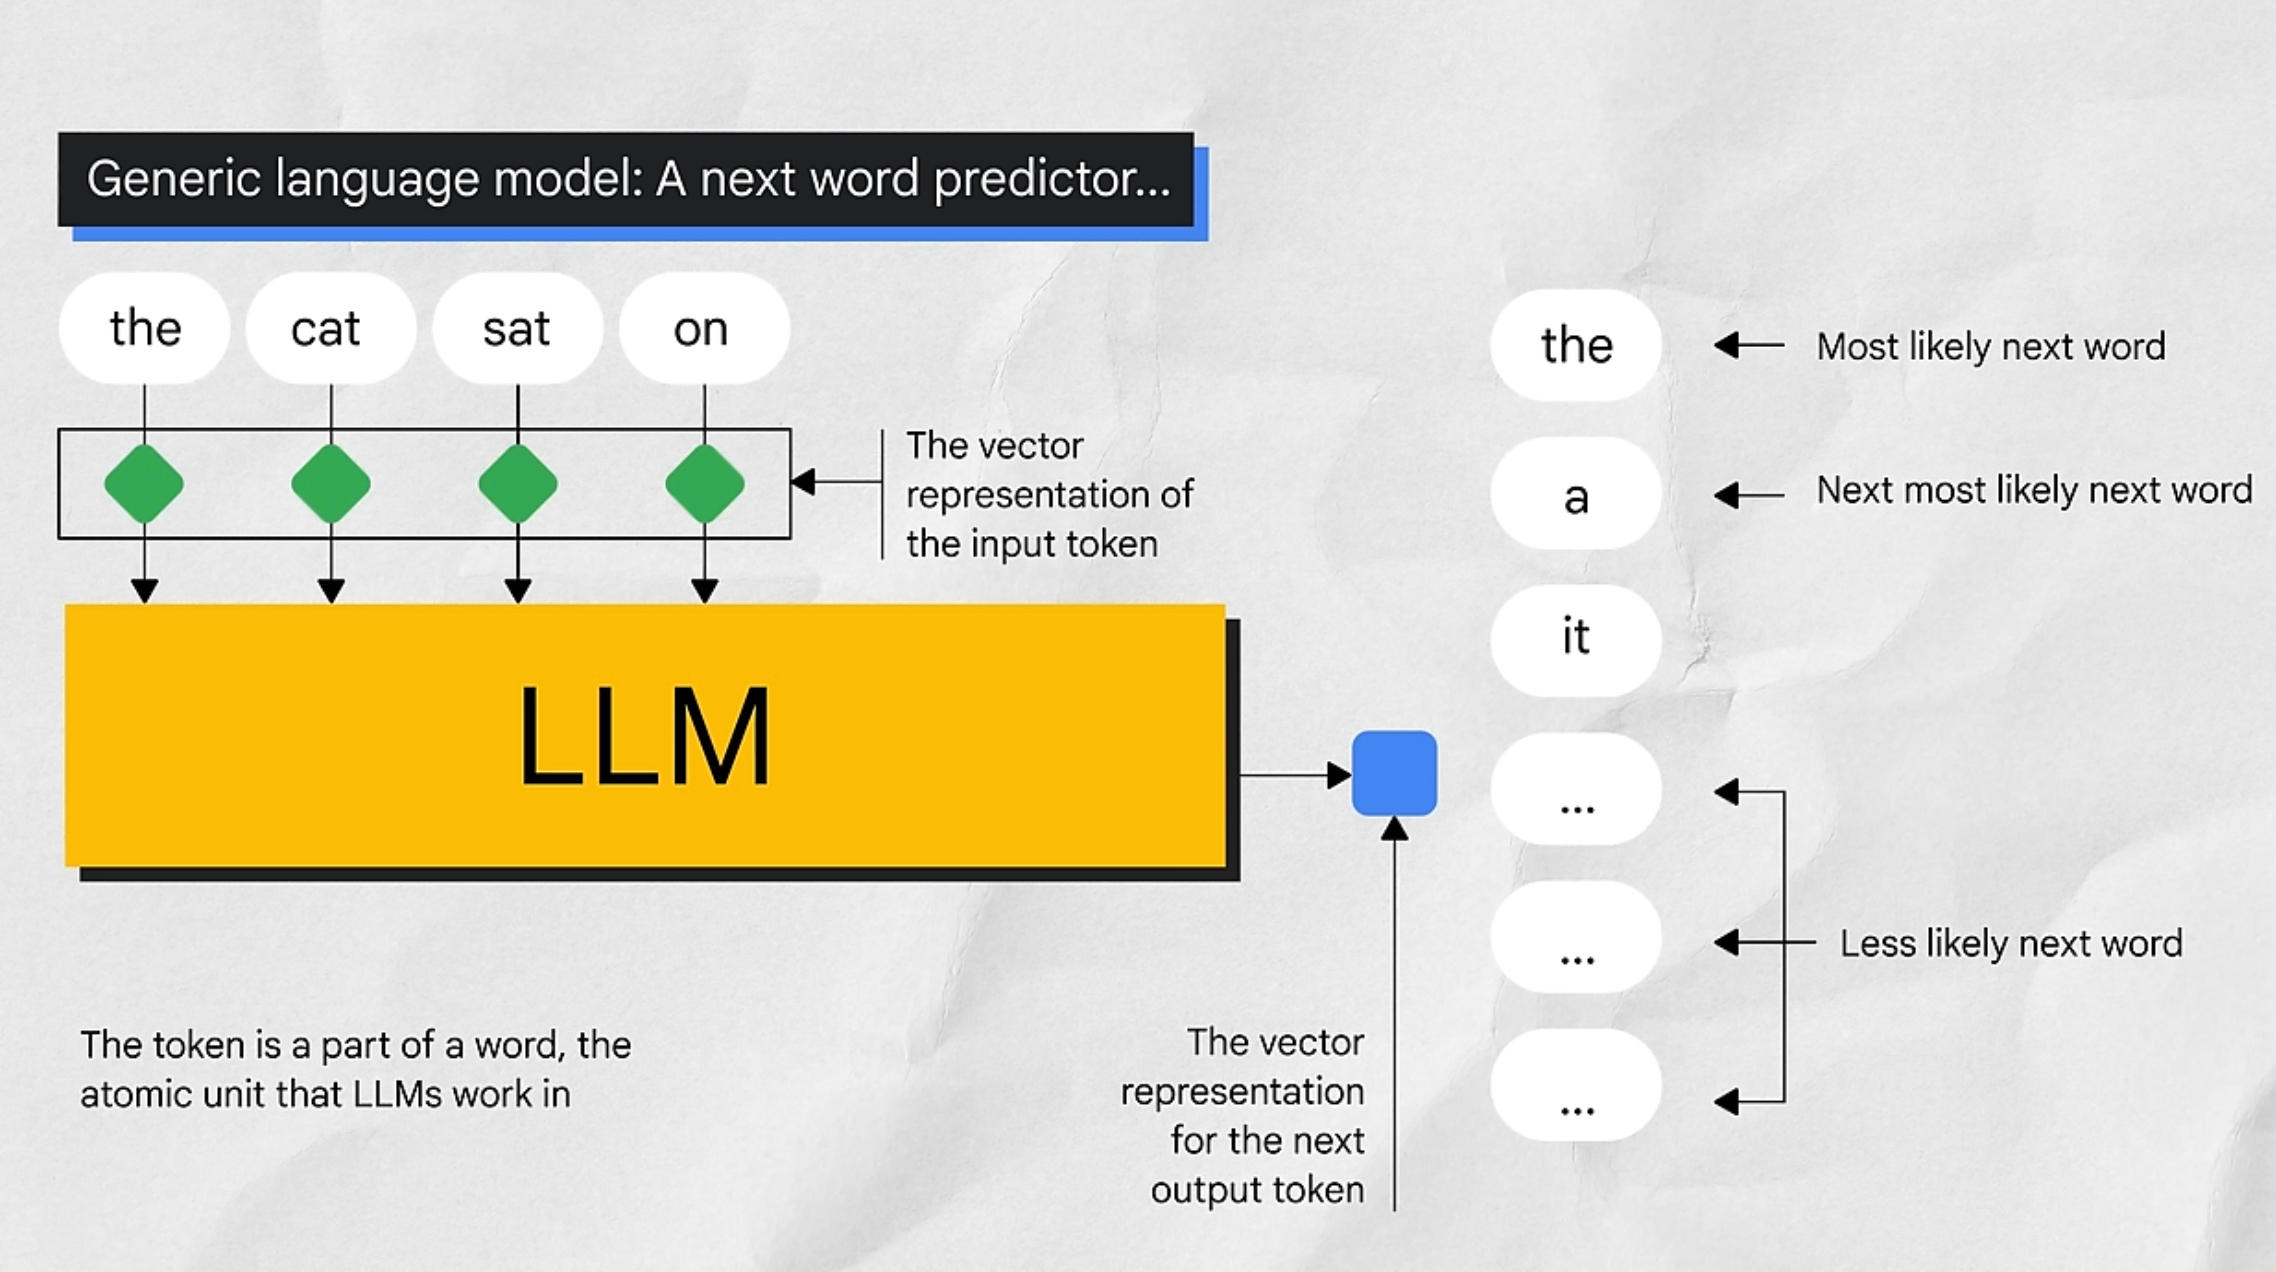 Generic language model: A next word predictor...
the cat sat on
The vector
representation of
the input token
LLM
The token is a part of a word, the
atomic unit that LLMs work in
The vector
representation
for the next
output token
the
Most likely next word
a
Next most likely next word
it
...
...
Less likely next word
...